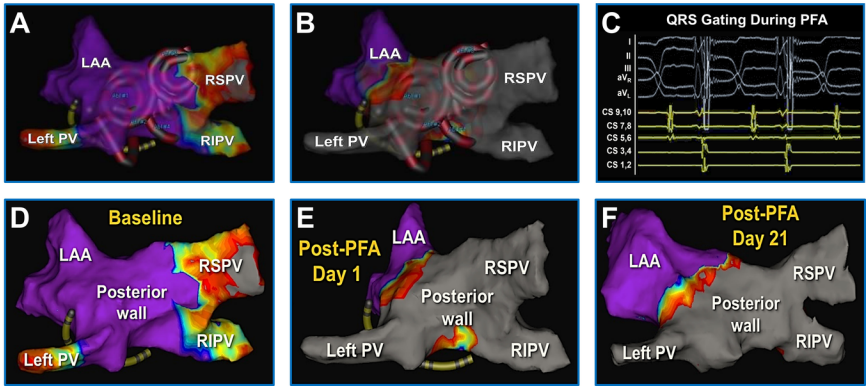 A
LAA
RSPV
Left PV
RIPV
B
LAA
RSPV
RIPV
Left PV
C
QRS Gating During PFA
I
II
III
aVR
aVL
CS 9,10
CS 7,8
CS 5,6
CS 3,4
CS 1,2
D
Baseline
LAA
RSPV
Posterior
wall
RIPV
Left PV
E
LAA
Post-PFA
Day 1
RSPV
Posterior
wall
Left PV
RIPV
F
Post-PFA
Day 21
LAA
RSPV
Posterior
wall
Left PV
RIPV